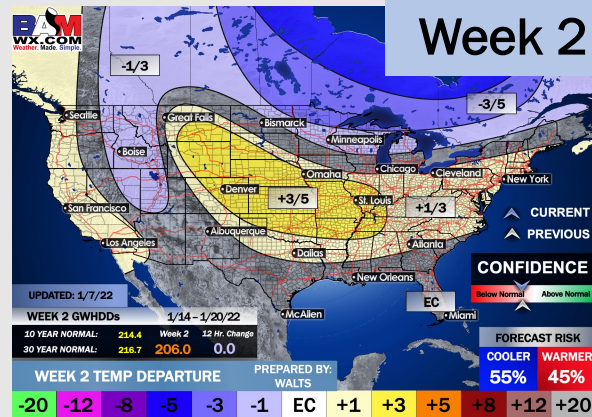 Week 2
BAM
WX.COM
Weather. Made. Simple.
-1/3
-3/5
Seattle
Great Falls
Bismarck
Minneapolis
Boise
Chicago
Cleveland
New York
Omaha
Denver
+3/5
St. Louis
+1/3
San Francisco
CURRENT
PREVIOUS
Albuquerque
Los Angeles
Dallas
Atlanta
New Orleans
CONFIDENCE
Below Normal
Above Normal
EC
McAllen
Miami
UPDATED: 1/7/22
WEEK 2 GWHDDs 1/14 – 1/20/22
10 YEAR NORMAL: 214.4 Week 2 12 Hr. Change
30 YEAR NORMAL: 216.7 206.0 0.0
FORECAST RISK
COOLER WARMER
55% 45%
WEEK 2 TEMP DEPARTURE
PREPARED BY:
WALTS
-20 -12 -8 -5 -3 -1 EC +1 +3 +5 +8 +12 +20